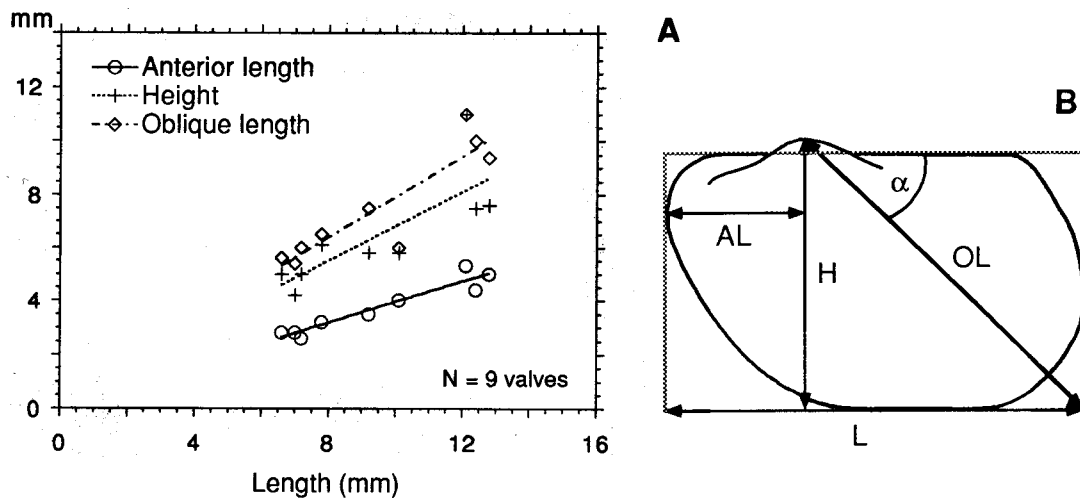 mm
12
8
4
0
Anterior length
Height
Oblique length
N = 9 valves
0 4 8 12 16
Length (mm)
A
B
α
AL
H
OL
L